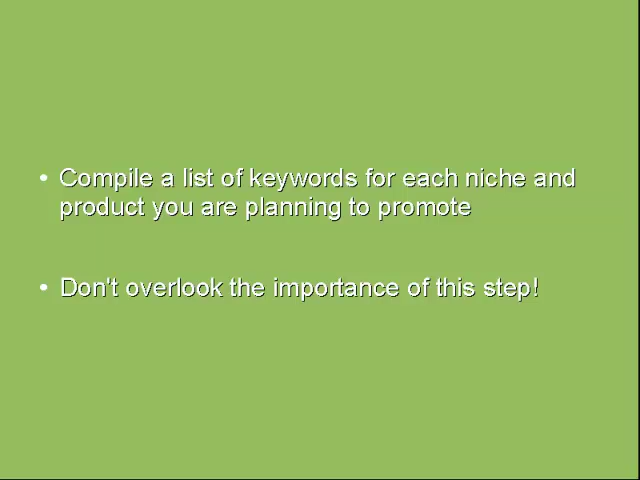 • Compile a list of keywords for each niche and
product you are planning to promote
• Don't overlook the importance of this step!